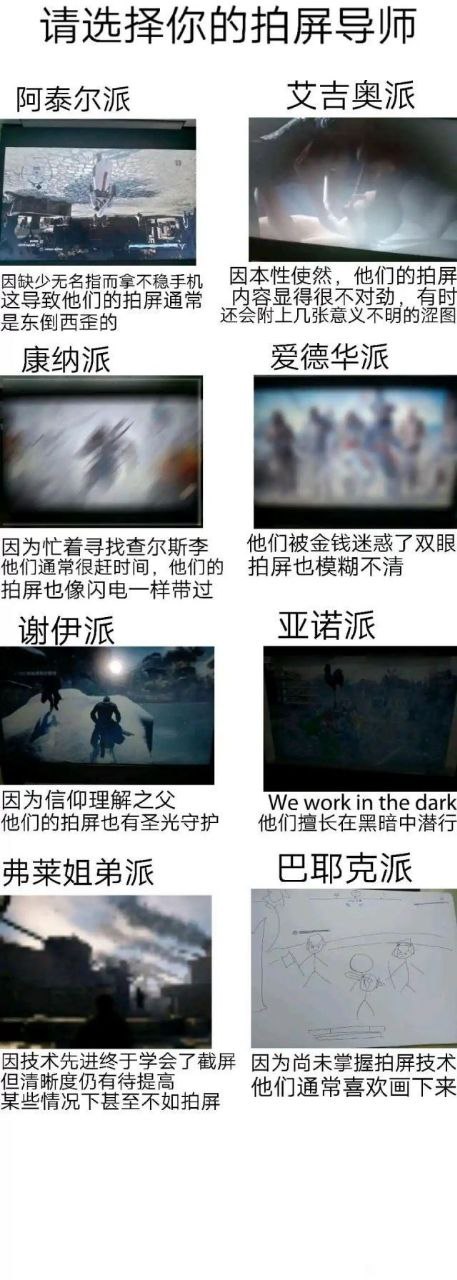 请选择你的拍屏导师
阿泰尔派
因缺少无名指而拿不稳手机
这导致他们的拍屏通常
是东倒西歪的
艾吉奥派
因本性使然，他们的拍屏
内容显得很不对劲，有时
还会附上几张意义不明的涩图
康纳派
因为忙着寻找查尔斯李
他们通常很赶时间，他们的
拍屏也像闪电一样带过
爱德华派
他们被金钱迷惑了双眼
拍屏也模糊不清
谢伊派
因为信仰理解之父
他们的拍屏也有圣光守护
亚诺派
We work in the dark
他们擅长在黑暗中潜行
弗莱姐弟派
因技术先进终于学会了截屏
但清晰度仍有待提高
某些情况下甚至不如拍屏
巴耶克派
因为尚未掌握拍屏技术
他们通常喜欢画下来